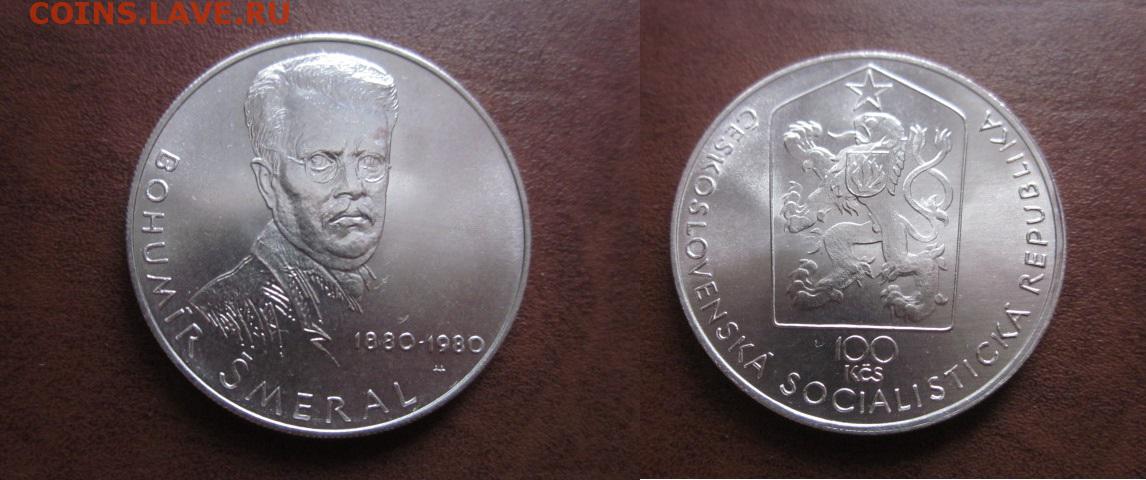 COINS.LAVE.RU
BOHUMÍR ŠMERAL
1880-1980
ČESKOSLOVENSKÁ SOCIALISTICKÁ REPUBLIKA
100
Kčs